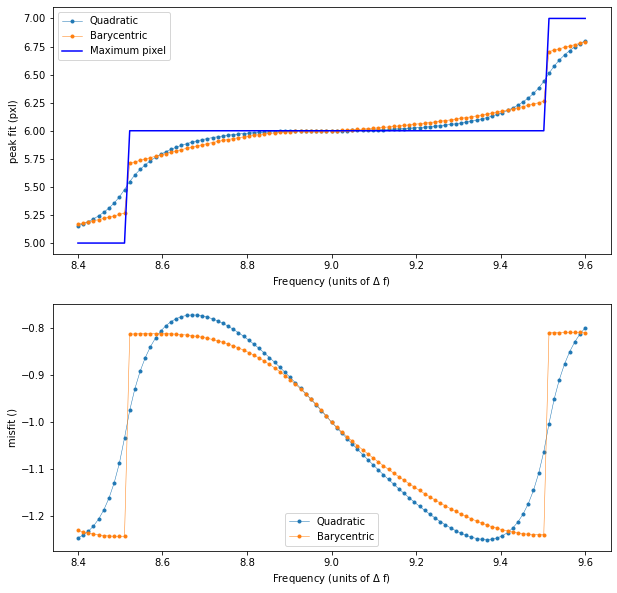 7.00
6.75
6.50
6.25
6.00
5.75
5.50
5.25
5.00
peak fit (pxl)
Quadratic
Barycentric
Maximum pixel
8.4 8.6 8.8 9.0 9.2 9.4 9.6
Frequency (units of Δ f)
−0.8
−0.9
−1.0
−1.1
−1.2
misfit ()
Quadratic
Barycentric
8.4 8.6 8.8 9.0 9.2 9.4 9.6
Frequency (units of Δ f)